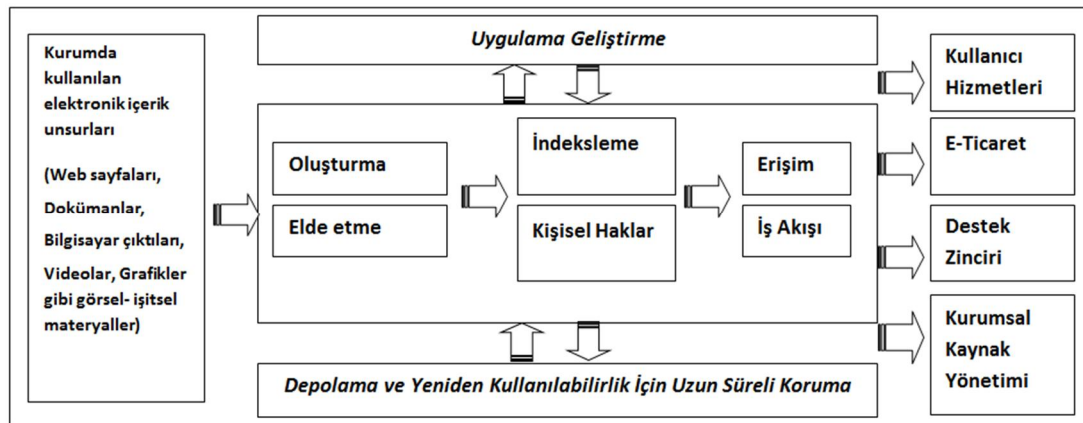 Kurumda
kullanılan
elektronik içerik
unsurları
(Web sayfaları,
Dokümanlar,
Bilgisayar çıktıları,
Videolar, Grafikler
gibi görsel- işitsel
materyaller)
Uygulama Geliştirme
Oluşturma
Elde etme
İndeksleme
Kişisel Haklar
Erişim
İş Akışı
Depolama ve Yeniden Kullanılabilirlik İçin Uzun Süreli Koruma
Kullanıcı
Hizmetleri
E-Ticaret
Destek
Zinciri
Kurumsal
Kaynak
Yönetimi